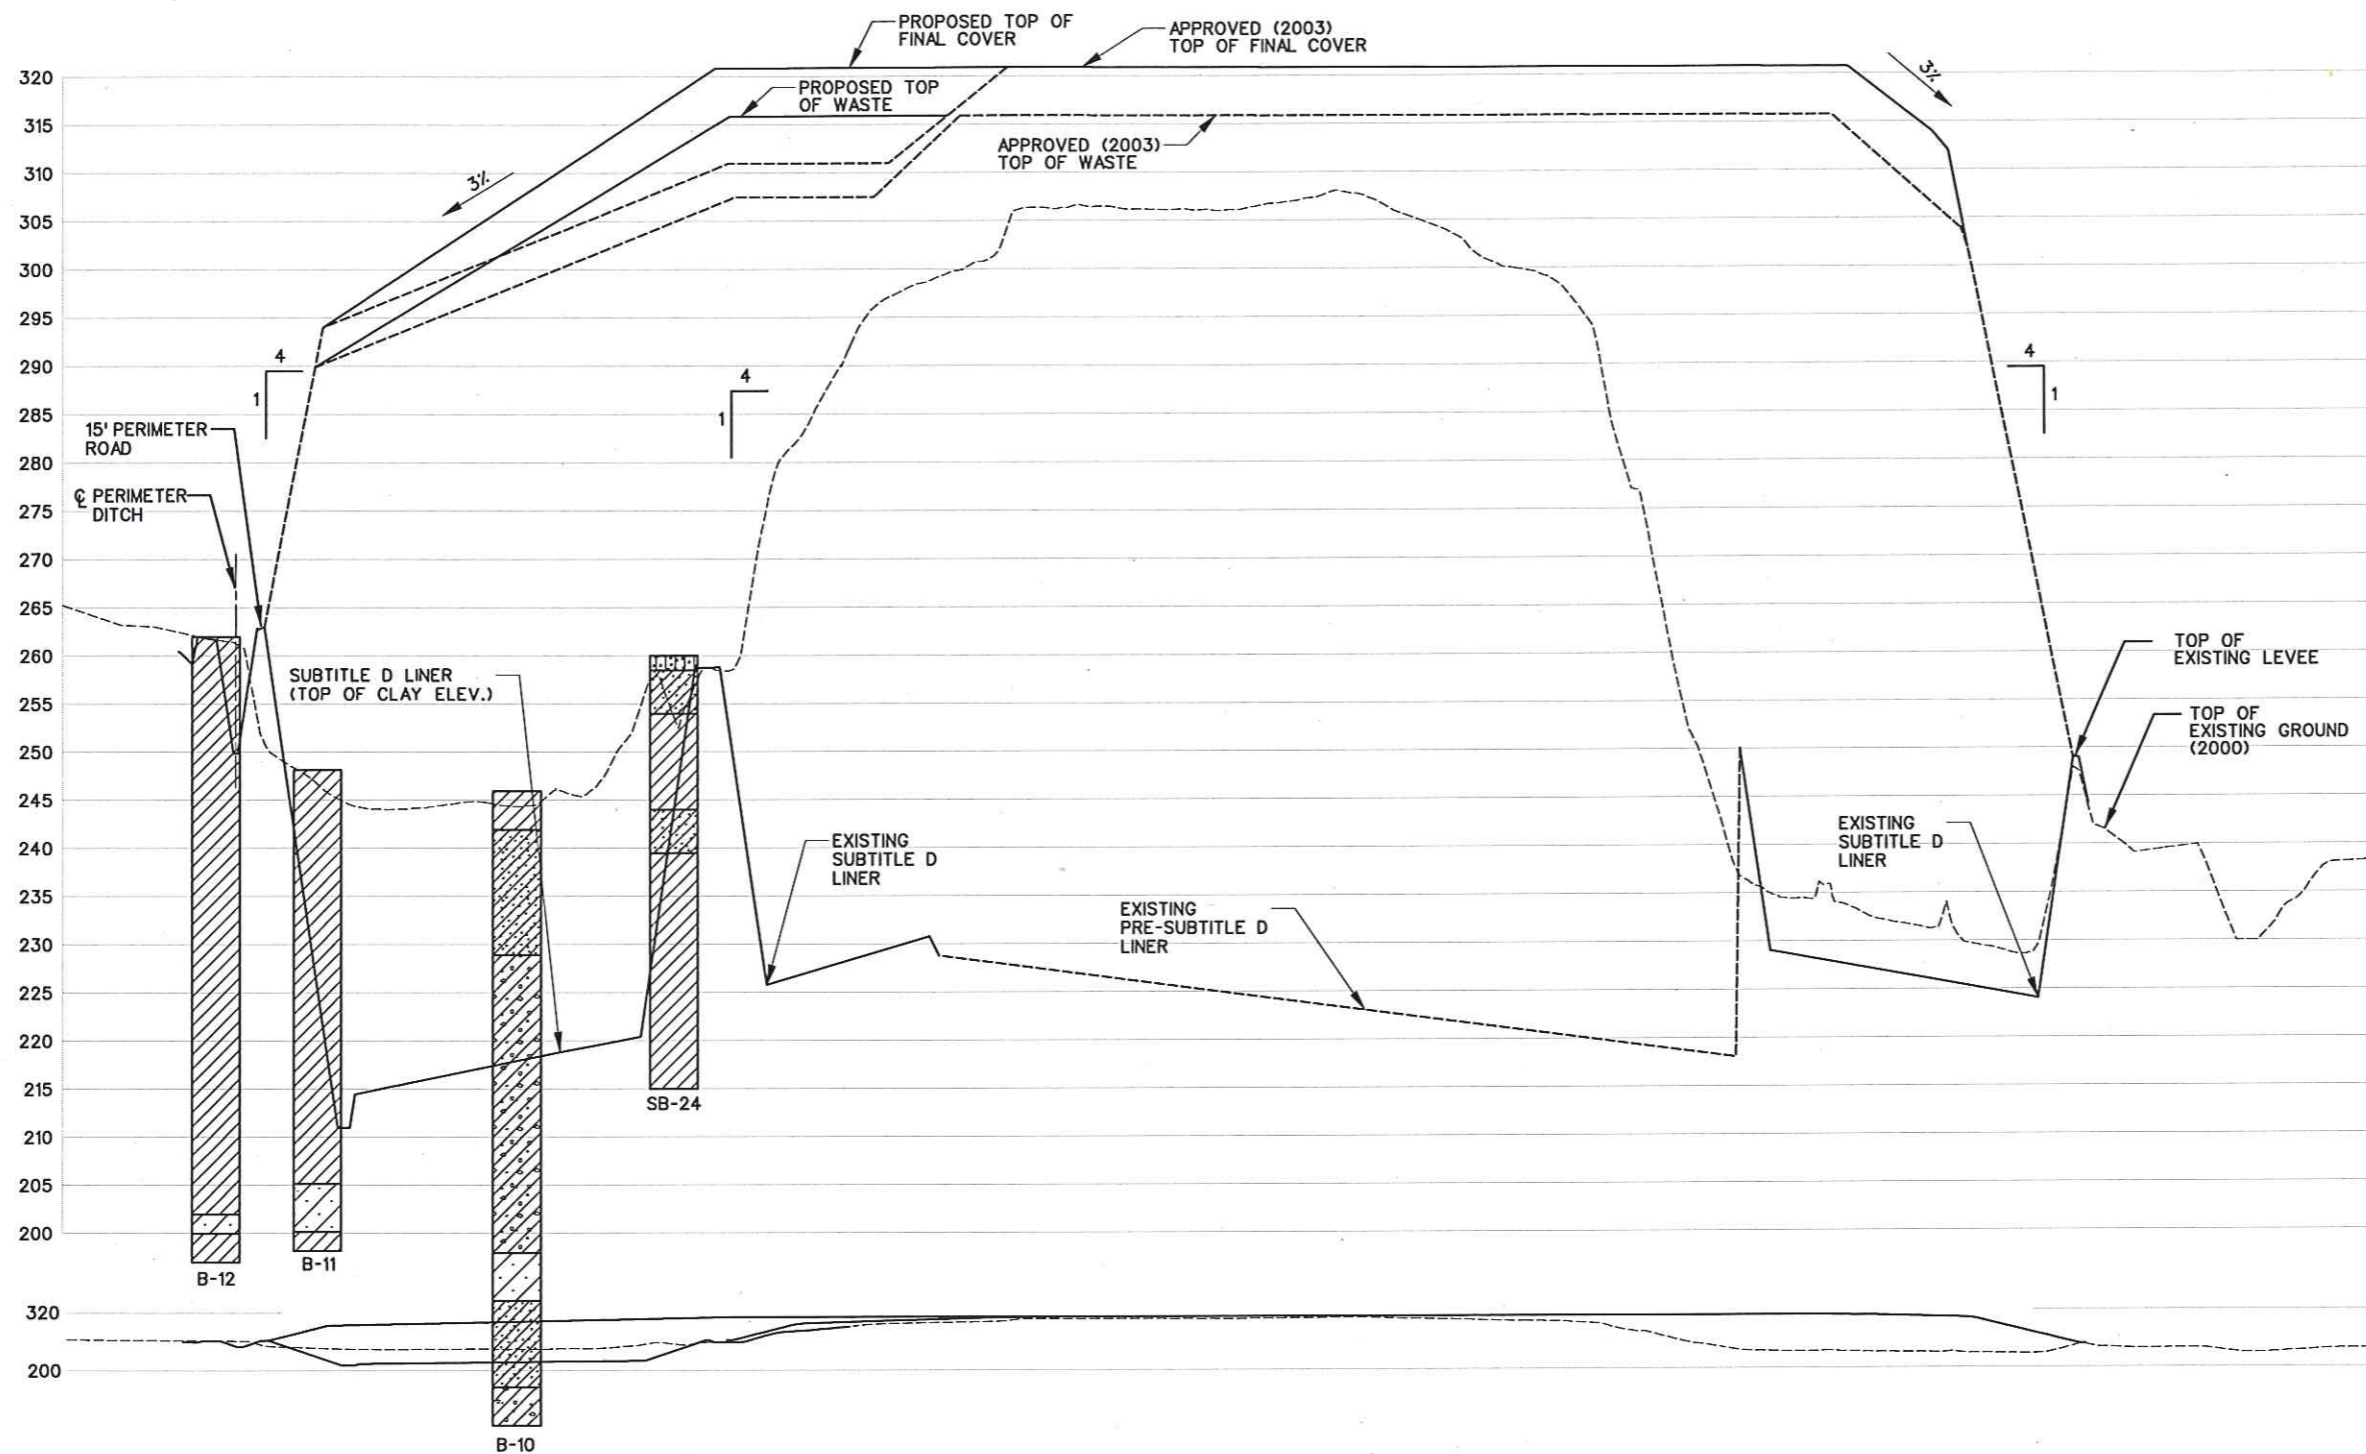 PROPOSED TOP OF
FINAL COVER
APPROVED (2003)
TOP OF FINAL COVER
320
3%
PROPOSED TOP
OF WASTE
315
APPROVED (2003)
TOP OF WASTE
310
3%
305
300
295
290
4
1
4
1
4
1
285
15' PERIMETER
ROAD
280
℄ PERIMETER
DITCH
275
270
265
260
TOP OF
EXISTING LEVEE
SUBTITLE D LINER
(TOP OF CLAY ELEV.)
255
TOP OF
EXISTING GROUND
(2000)
250
245
EXISTING
SUBTITLE D
LINER
EXISTING
SUBTITLE D
LINER
240
235
EXISTING
PRE-SUBTITLE D
LINER
230
225
220
215
SB-24
210
205
200
B-12
B-11
320
200
B-10